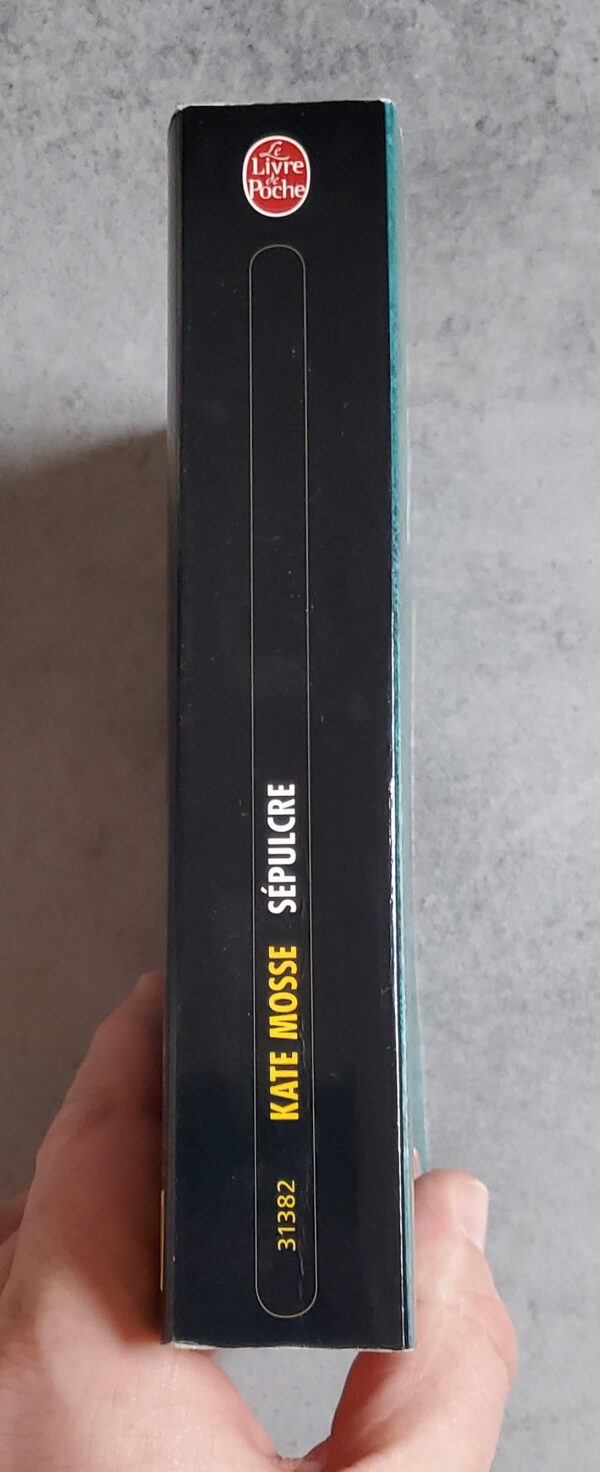 Le
Livre
de
Poche
31382 KATE MOSSE SÉPULCRE